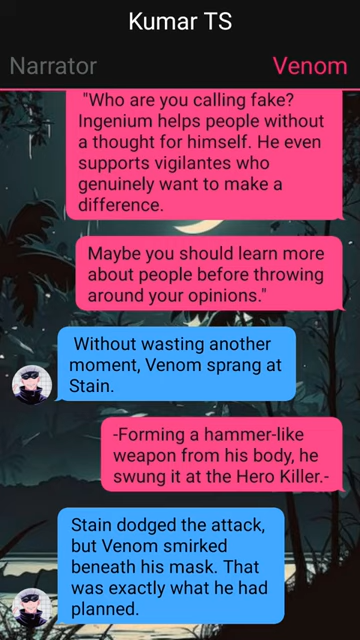 Kumar TS
Narrator
Venom
"Who are you calling fake?
Ingenium helps people without
a thought for himself. He even
supports vigilantes who
genuinely want to make a
difference.
Maybe you should learn more
about people before throwing
around your opinions."
Without wasting another
moment, Venom sprang at
Stain.
-Forming a hammer-like
weapon from his body, he
swung it at the Hero Killer.-
Stain dodged the attack,
but Venom smirked
beneath his mask. That
was exactly what he had
planned.